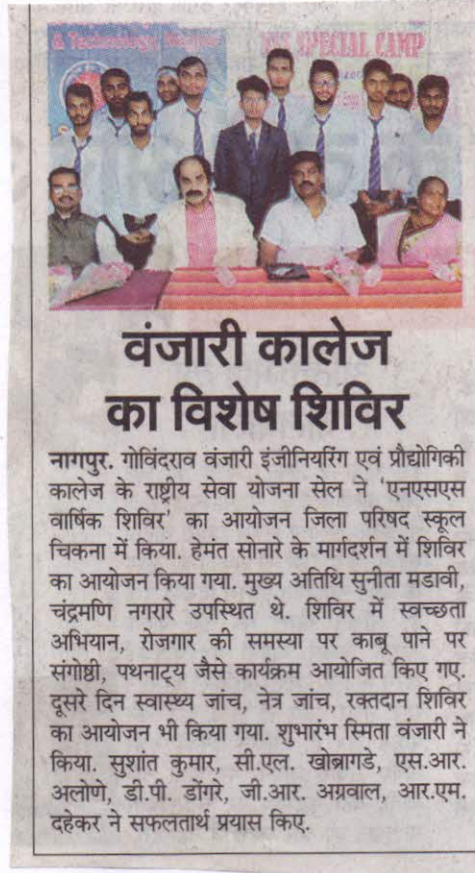 & Technology Nagpur
NSS SPECIAL CAMP
वंजारी कालेज
का विशेष शिविर
नागपुर. गोविंदराव वंजारी इंजीनियरिंग एवं प्रौद्योगिकी
कालेज के राष्ट्रीय सेवा योजना सेल ने 'एनएसएस
वार्षिक शिविर' का आयोजन जिला परिषद स्कूल
चिकना में किया. हेमंत सोनारे के मार्गदर्शन में शिविर
का आयोजन किया गया. मुख्य अतिथि सुनीता मडावी,
चंद्रमणि नगरारे उपस्थित थे. शिविर में स्वच्छता
अभियान, रोजगार की समस्या पर काबू पाने पर
संगोष्ठी, पथनाट्य जैसे कार्यक्रम आयोजित किए गए.
दूसरे दिन स्वास्थ्य जांच, नेत्र जांच, रक्तदान शिविर
का आयोजन भी किया गया. शुभारंभ स्मिता वंजारी ने
किया. सुशांत कुमार, सी.एल. खोब्रागडे, एस.आर.
अलोणे, डी.पी. डोंगरे, जी.आर. अग्रवाल, आर.एम.
दहेकर ने सफलतार्थ प्रयास किए.